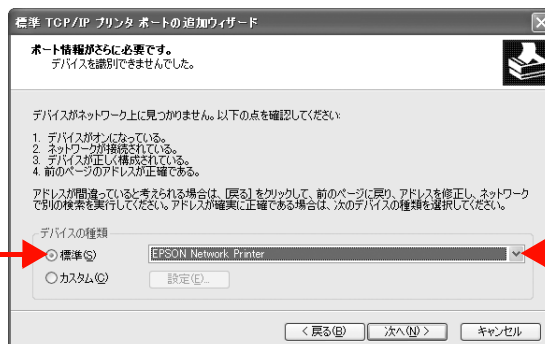 標準 TCP/IP プリンタ ポートの追加ウィザード
ポート情報がさらに必要です。
デバイスを識別できませんでした。
デバイスがネットワーク上に見つかりません。以下の点を確認してください:
1. デバイスがオンになっている。
2. ネットワークが接続されている。
3. デバイスが正しく構成されている。
4. 前のページのアドレスが正確である。
アドレスが間違っていると考えられる場合は、[戻る] をクリックして、前のページに戻り、アドレスを修正し、ネットワーク
で別の検索を実行してください。アドレスが確実に正確である場合は、次のデバイスの種類を選択してください。
デバイスの種類
標準(S)
EPSON Network Printer
カスタム(C)
設定(E)...
< 戻る(B)
次へ(N) >
キャンセル